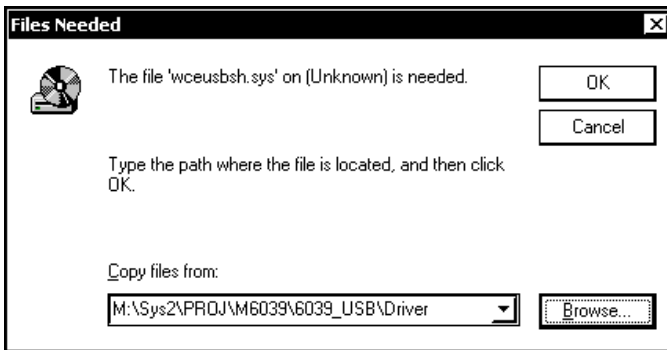 Files Needed
The file 'wceusbsh.sys' on (Unknown) is needed.
OK
Cancel
Type the path where the file is located, and then click
OK.
Copy files from:
M:\Sys2\PROJ\M6039\6039_USB\Driver
Browse...